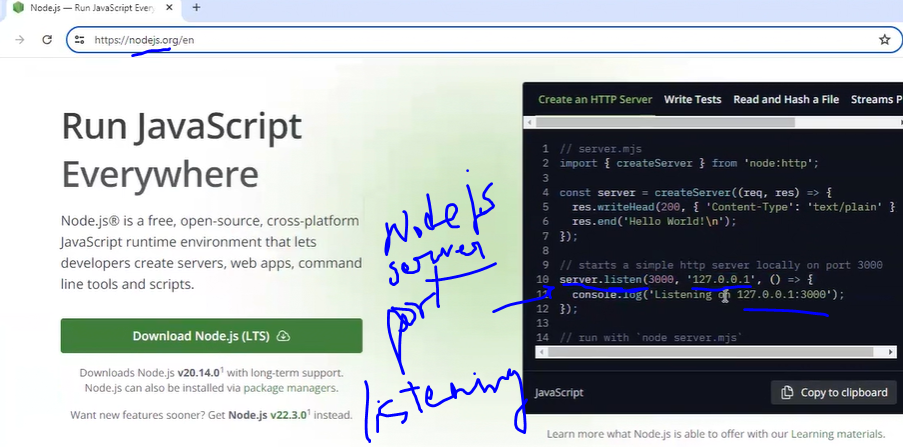 Node.js — Run JavaScript Every
https://nodejs.org/en
Run JavaScript
Everywhere
Node.js® is a free, open-source, cross-platform
JavaScript runtime environment that lets
developers create servers, web apps, command
line tools and scripts.
Download Node.js (LTS)
Downloads Node.js v20.14.0¹ with long-term support.
Node.js can also be installed via package managers.
Want new features sooner? Get Node.js v22.3.0¹ instead.
Nodejs
server
port
listening
Create an HTTP Server Write Tests Read and Hash a File Streams P
1 // server.mjs
2 import { createServer } from 'node:http';
3
4 const server = createServer((req, res) => {
5 res.writeHead(200, { 'Content-Type': 'text/plain' }
6 res.end('Hello World!\n');
7 });
8
9 // starts a simple http server locally on port 3000
10 server.listen(3000, '127.0.0.1', () => {
11 console.log('Listening on 127.0.0.1:3000');
12 });
13
14 // run with `node server.mjs`
JavaScript
Copy to clipboard
Learn more what Node.js is able to offer with our Learning materials.